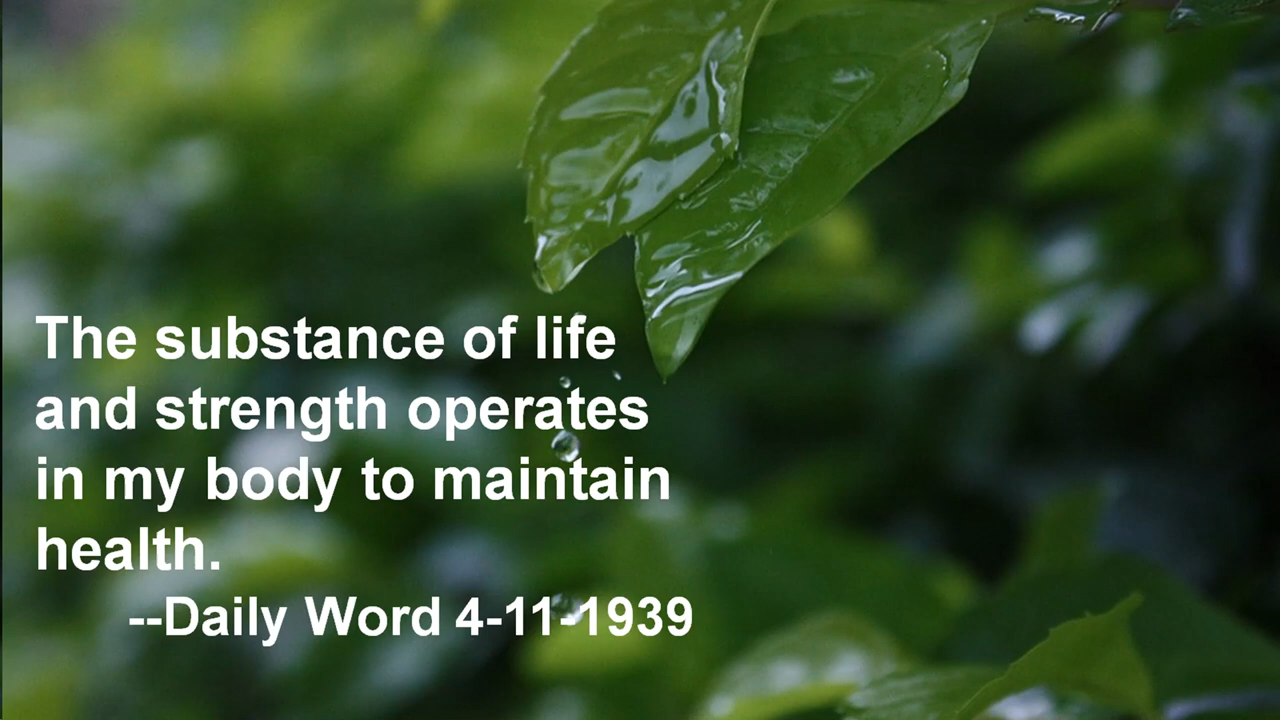 The substance of life
and strength operates
in my body to maintain
health.
--Daily Word 4-11-1939